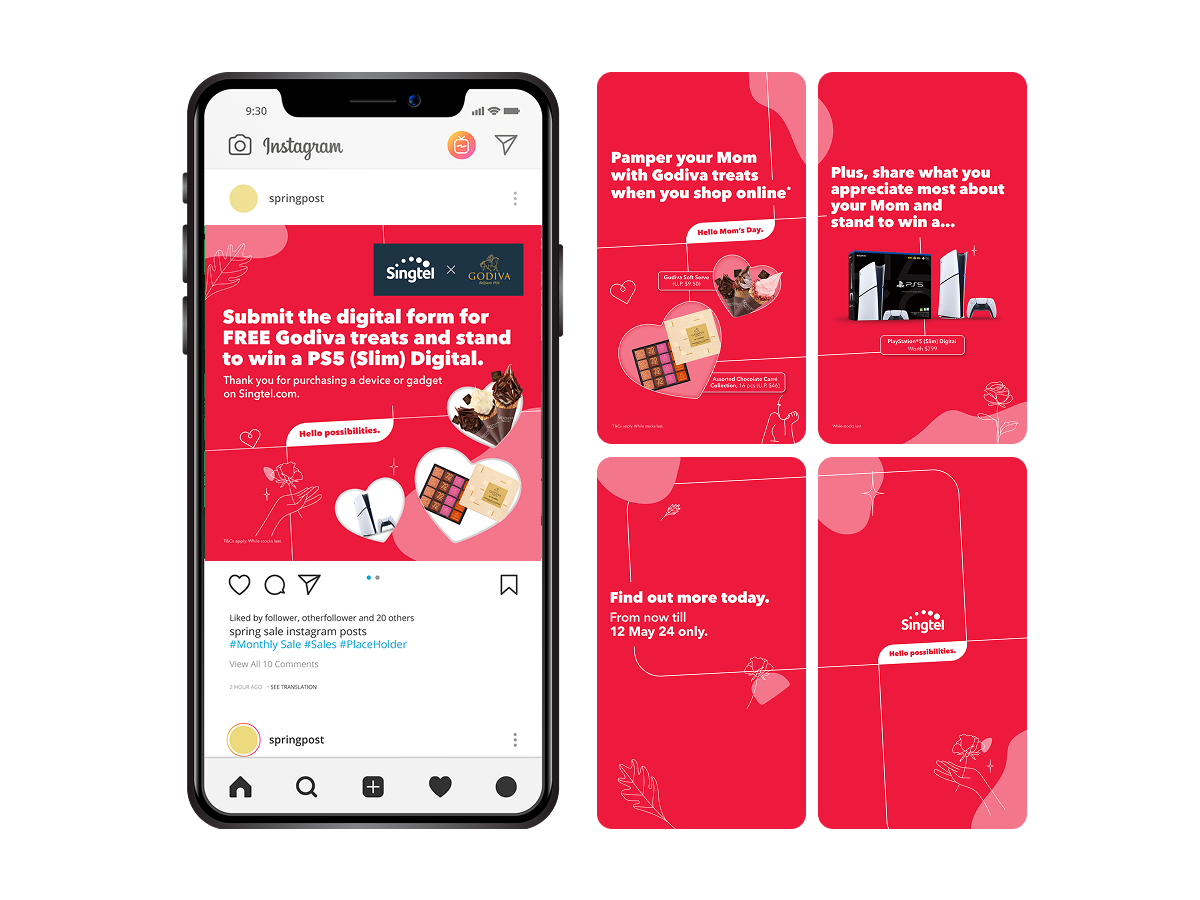 9:30
Instagram
springpost
Singtel × GODIVA
Belgium 1926
Submit the digital form for
FREE Godiva treats and stand
to win a PS5 (Slim) Digital.
Thank you for purchasing a device or gadget
on Singtel.com.
Hello possibilities.
T&Cs apply. While stocks last.
Liked by follower, otherfollower and 20 others
spring sale instagram posts
#Monthly Sale #Sales #PlaceHolder
View All 10 Comments
2 HOUR AGO • SEE TRANSLATION
springpost
Pamper your Mom
with Godiva treats
when you shop online*
Hello Mom's Day.
Godiva Soft Serve
(U.P. $9.50)
GODIVA
Assorted Chocolate Carré
Collection, 16 pcs (U.P. $46)
*T&Cs apply. While stocks last.
Plus, share what you
appreciate most about
your Mom and
stand to win a...
PS5
PlayStation®5 (Slim) Digital
Worth $799
While stocks last.
Find out more today.
From now till
12 May 24 only.
Singtel
Hello possibilities.